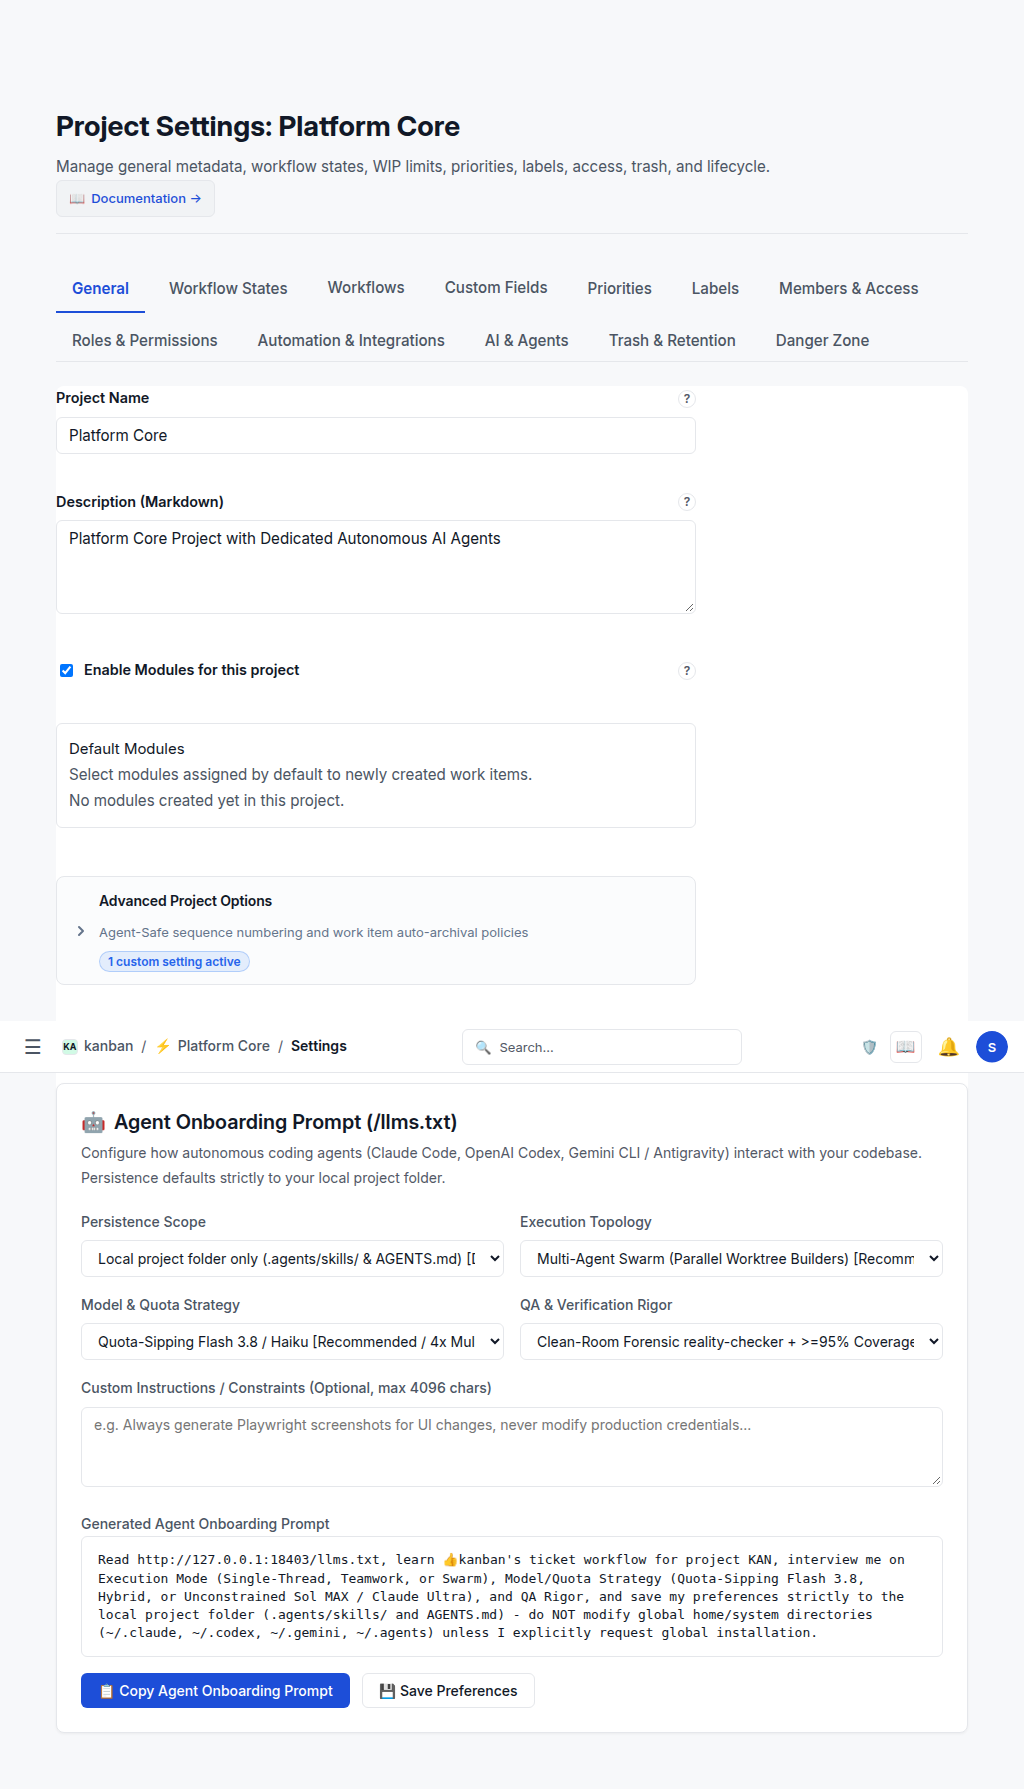 Project Settings: Platform Core
Manage general metadata, workflow states, WIP limits, priorities, labels, access, trash, and lifecycle.
📖 Documentation →
General Workflow States Workflows Custom Fields Priorities Labels Members & Access
Roles & Permissions Automation & Integrations AI & Agents Trash & Retention Danger Zone
Project Name ?
Platform Core
Description (Markdown) ?
Platform Core Project with Dedicated Autonomous AI Agents
Enable Modules for this project ?
Default Modules
Select modules assigned by default to newly created work items.
No modules created yet in this project.
Advanced Project Options
Agent-Safe sequence numbering and work item auto-archival policies
1 custom setting active
☰ KA kanban / ⚡ Platform Core / Settings 🔍 Search... 🛡️ 📖 🔔 S
🤖 Agent Onboarding Prompt (/llms.txt)
Configure how autonomous coding agents (Claude Code, OpenAI Codex, Gemini CLI / Antigravity) interact with your codebase.
Persistence defaults strictly to your local project folder.
Persistence Scope Execution Topology
Local project folder only (.agents/skills/ & AGENTS.md) [ Multi-Agent Swarm (Parallel Worktree Builders) [Recomm
Model & Quota Strategy QA & Verification Rigor
Quota-Sipping Flash 3.8 / Haiku [Recommended / 4x Mul Clean-Room Forensic reality-checker + >=95% Coverage
Custom Instructions / Constraints (Optional, max 4096 chars)
e.g. Always generate Playwright screenshots for UI changes, never modify production credentials...
Generated Agent Onboarding Prompt
Read http://127.0.0.1:18403/llms.txt, learn 👍kanban's ticket workflow for project KAN, interview me on
Execution Mode (Single-Thread, Teamwork, or Swarm), Model/Quota Strategy (Quota-Sipping Flash 3.8,
Hybrid, or Unconstrained Sol MAX / Claude Ultra), and QA Rigor, and save my preferences strictly to the
local project folder (.agents/skills/ and AGENTS.md) - do NOT modify global home/system directories
(~/.claude, ~/.codex, ~/.gemini, ~/.agents) unless I explicitly request global installation.
📋 Copy Agent Onboarding Prompt 💾 Save Preferences